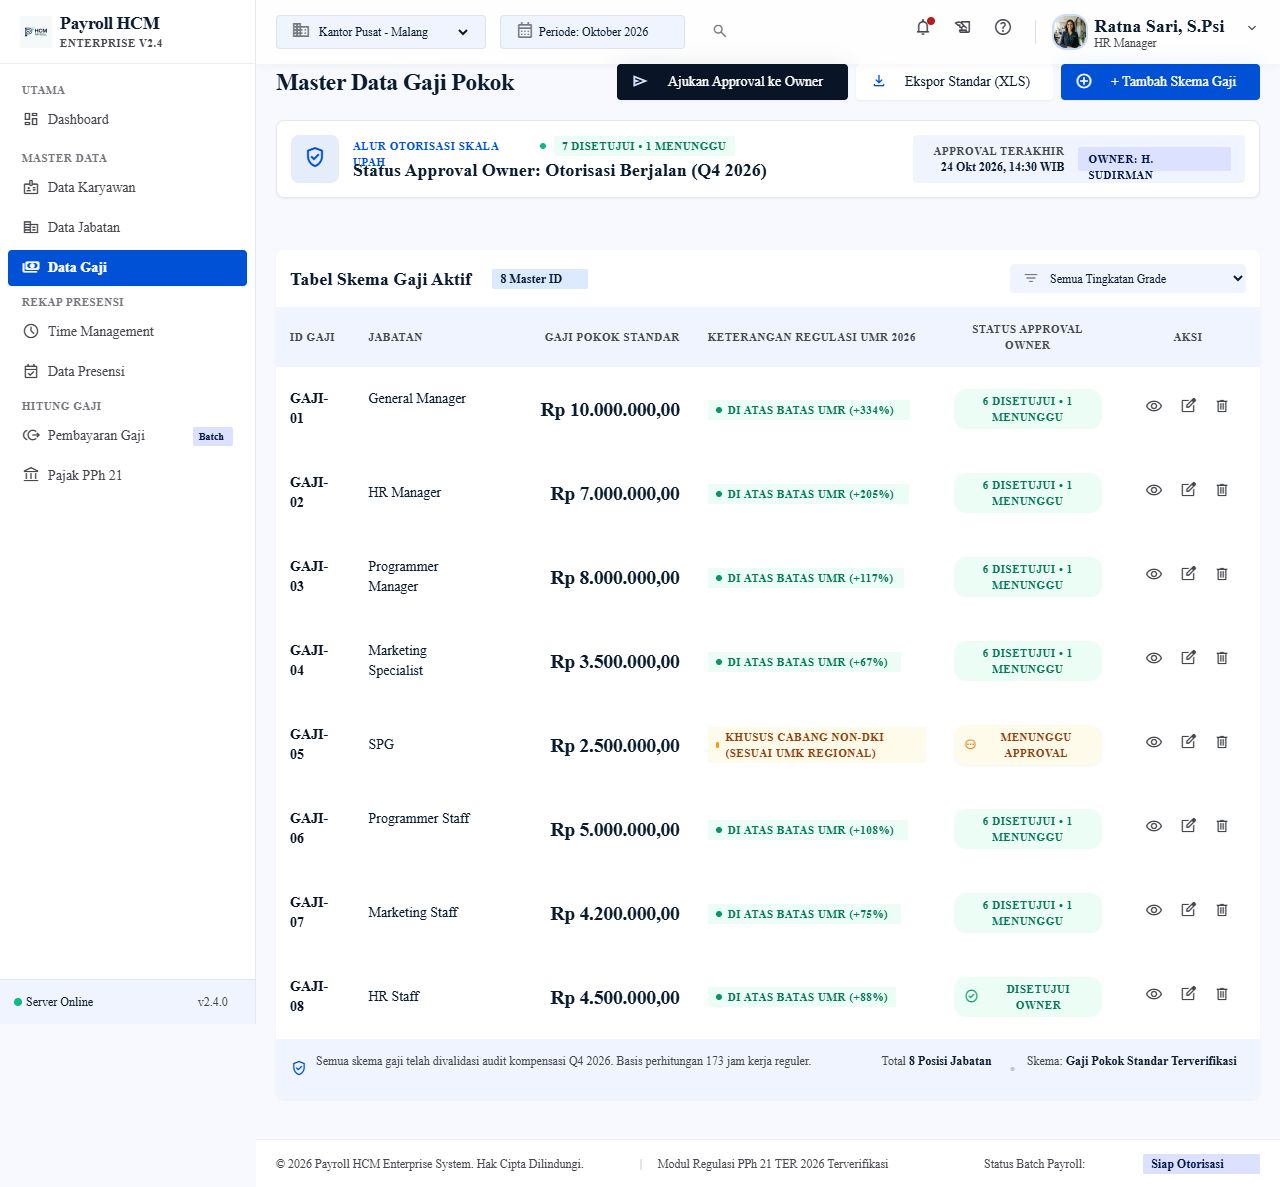 Payroll HCM
ENTERPRISE V2.4
HCM
Kantor Pusat - Malang
Periode: Oktober 2026
Ratna Sari, S.Psi
HR Manager
UTAMA
Dashboard
MASTER DATA
Data Karyawan
Data Jabatan
Data Gaji
REKAP PRESENSI
Time Management
Data Presensi
HITUNG GAJI
Pembayaran Gaji
Batch
Pajak PPh 21
Server Online
v2.4.0
Master Data Gaji Pokok
Ajukan Approval ke Owner
Ekspor Standar (XLS)
+ Tambah Skema Gaji
ALUR OTORISASI SKALA
UPAH
7 DISETUJUI • 1 MENUNGGU
Status Approval Owner: Otorisasi Berjalan (Q4 2026)
APPROVAL TERAKHIR
24 Okt 2026, 14:30 WIB
OWNER: H.
SUDIRMAN
Tabel Skema Gaji Aktif
8 Master ID
Semua Tingkatan Grade
ID GAJI
JABATAN
GAJI POKOK STANDAR
KETERANGAN REGULASI UMR 2026
STATUS APPROVAL
OWNER
AKSI
GAJI-
01
General Manager
Rp 10.000.000,00
DI ATAS BATAS UMR (+334%)
6 DISETUJUI • 1
MENUNGGU
GAJI-
02
HR Manager
Rp 7.000.000,00
DI ATAS BATAS UMR (+205%)
6 DISETUJUI • 1
MENUNGGU
GAJI-
03
Programmer
Manager
Rp 8.000.000,00
DI ATAS BATAS UMR (+117%)
6 DISETUJUI • 1
MENUNGGU
GAJI-
04
Marketing
Specialist
Rp 3.500.000,00
DI ATAS BATAS UMR (+67%)
6 DISETUJUI • 1
MENUNGGU
GAJI-
05
SPG
Rp 2.500.000,00
KHUSUS CABANG NON-DKI
(SESUAI UMK REGIONAL)
MENUNGGU
APPROVAL
GAJI-
06
Programmer Staff
Rp 5.000.000,00
DI ATAS BATAS UMR (+108%)
6 DISETUJUI • 1
MENUNGGU
GAJI-
07
Marketing Staff
Rp 4.200.000,00
DI ATAS BATAS UMR (+75%)
6 DISETUJUI • 1
MENUNGGU
GAJI-
08
HR Staff
Rp 4.500.000,00
DI ATAS BATAS UMR (+88%)
DISETUJUI
OWNER
Semua skema gaji telah divalidasi audit kompensasi Q4 2026. Basis perhitungan 173 jam kerja reguler.
Total 8 Posisi Jabatan
Skema: Gaji Pokok Standar Terverifikasi
© 2026 Payroll HCM Enterprise System. Hak Cipta Dilindungi.
|
Modul Regulasi PPh 21 TER 2026 Terverifikasi
Status Batch Payroll:
Siap Otorisasi